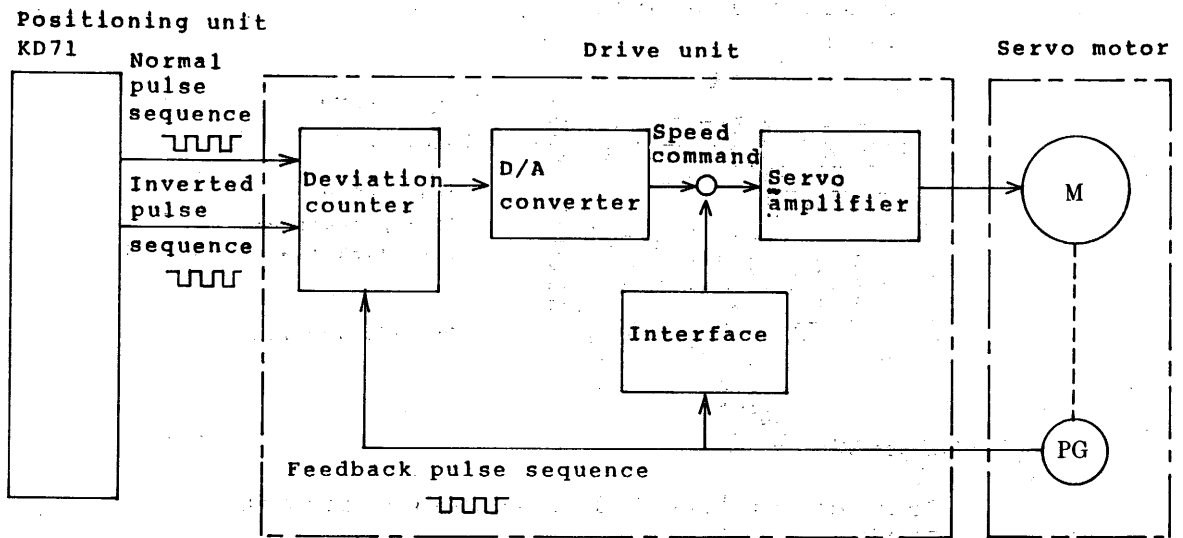 Positioning unit
KD71
Normal
pulse
sequence
Inverted
pulse
sequence
Drive unit
Deviation
counter
D/A
converter
Speed
command
Servo
amplifier
Interface
Feedback pulse sequence
Servo motor
M
PG